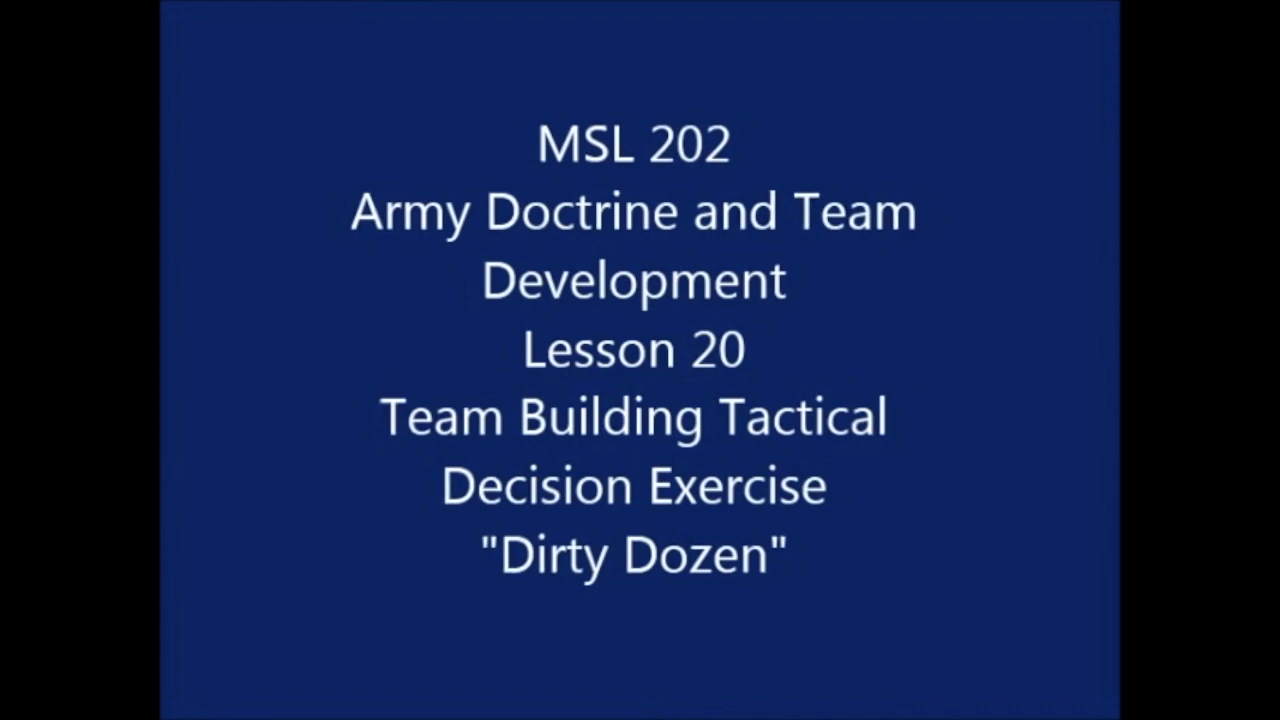 MSL 202
Army Doctrine and Team
Development
Lesson 20
Team Building Tactical
Decision Exercise
"Dirty Dozen"